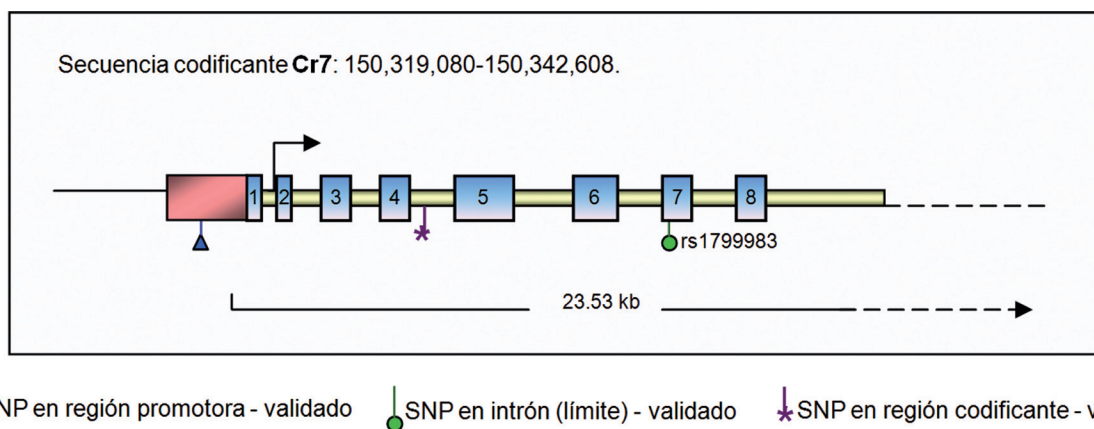 Secuencia codificante Cr7: 150,319,080-150,342,608.
1 2 3 4 5 6 7 8
rs1799983
23.53 kb
en región promotora - validado SNP en intrón (límite) - validado SNP en región codificante -